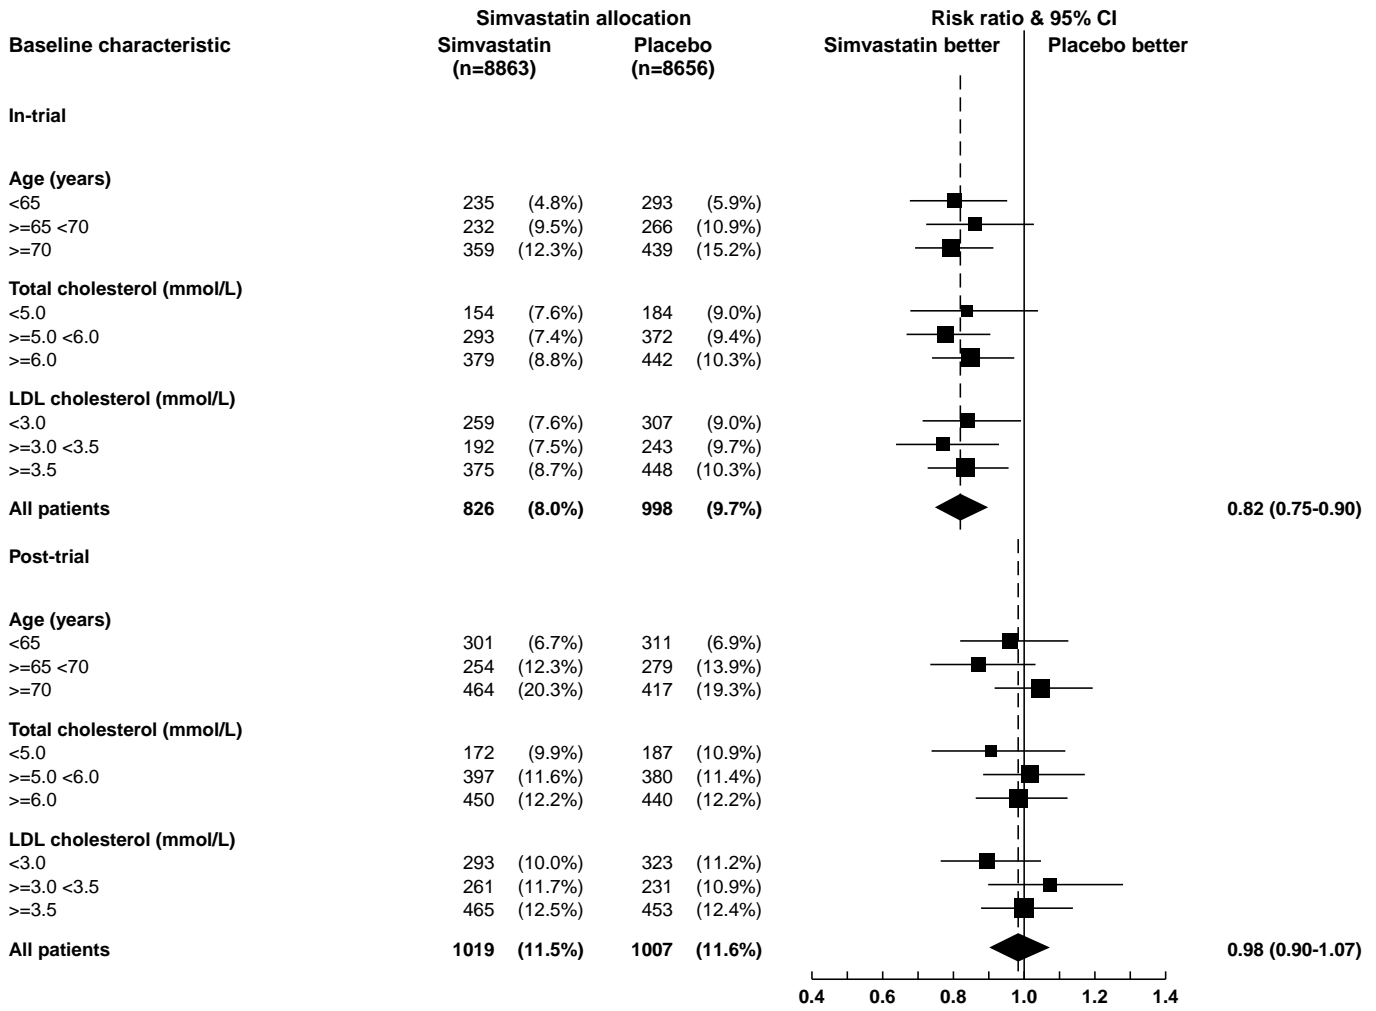 Simvastatin allocation Risk ratio & 95% CI
Baseline characteristic Simvastatin Placebo Simvastatin better Placebo better
(n=8863) (n=8656)
In-trial
Age (years)
<65 235 (4.8%) 293 (5.9%)
>=65 <70 232 (9.5%) 266 (10.9%)
>=70 359 (12.3%) 439 (15.2%)
Total cholesterol (mmol/L)
<5.0 154 (7.6%) 184 (9.0%)
>=5.0 <6.0 293 (7.4%) 372 (9.4%)
>=6.0 379 (8.8%) 442 (10.3%)
LDL cholesterol (mmol/L)
<3.0 259 (7.6%) 307 (9.0%)
>=3.0 <3.5 192 (7.5%) 243 (9.7%)
>=3.5 375 (8.7%) 448 (10.3%)
All patients 826 (8.0%) 998 (9.7%) 0.82 (0.75-0.90)
Post-trial
Age (years)
<65 301 (6.7%) 311 (6.9%)
>=65 <70 254 (12.3%) 279 (13.9%)
>=70 464 (20.3%) 417 (19.3%)
Total cholesterol (mmol/L)
<5.0 172 (9.9%) 187 (10.9%)
>=5.0 <6.0 397 (11.6%) 380 (11.4%)
>=6.0 450 (12.2%) 440 (12.2%)
LDL cholesterol (mmol/L)
<3.0 293 (10.0%) 323 (11.2%)
>=3.0 <3.5 261 (11.7%) 231 (10.9%)
>=3.5 465 (12.5%) 453 (12.4%)
All patients 1019 (11.5%) 1007 (11.6%) 0.98 (0.90-1.07)
0.4 0.6 0.8 1.0 1.2 1.4